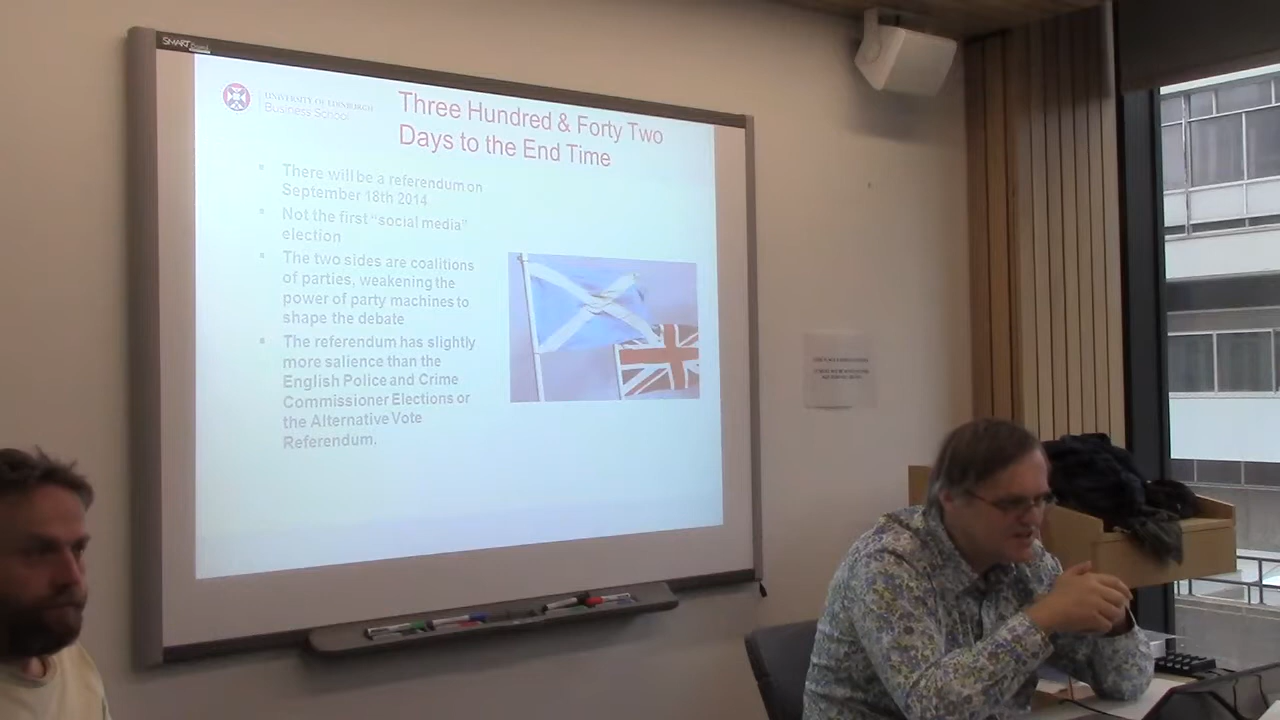 SMART
UNIVERSITY OF EDINBURGH
Business School
Three Hundred & Forty Two
Days to the End Time
There will be a referendum on
September 18th 2014
Not the first “social media”
election
The two sides are coalitions
of parties, weakening the
power of party machines to
shape the debate
The referendum has slightly
more salience than the
English Police and Crime
Commissioner Elections or
the Alternative Vote
Referendum.